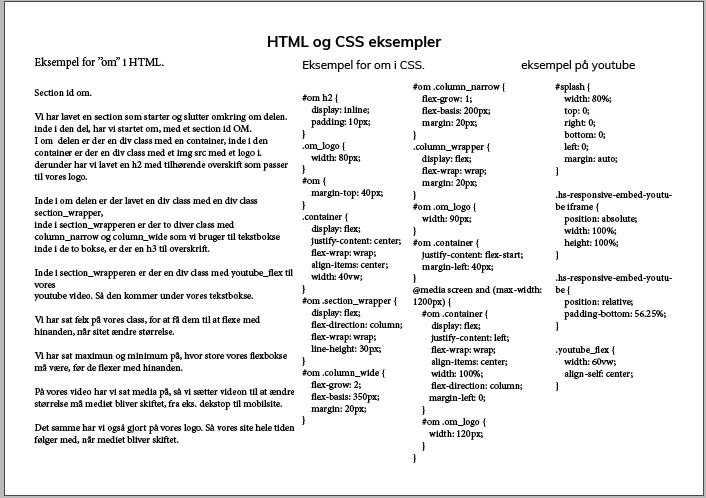 HTML og CSS eksempler
Eksempel for ”om” i HTML.
Section id om.
Vi har lavet en section som starter og slutter omkring om delen.
inde i den del, har vi startet om, med et section id OM.
I om  delen er der en div class med en container, inde i den
container er der en div class med et img src med et logo i.
derunder har vi lavet en h2 med tilhørende overskift som passer
til vores logo.
Inde i om delen er der lavet en div class med en div class
section_wrapper,
inde i section_wrapperen er der to diver class med
column_narrow og column_wide som vi bruger til tekstbokse
inde i de to bokse, er der en h3 til overskrift.
Inde i section_wrapperen er der en div class med youtube_flex til
vores
youtube video. Så den kommer under vores tekstbokse.
Vi har sat felx på vores class, for at få dem til at flexe med
hinanden, når sitet ændre størrelse.
Vi har sat maximun og minimum på, hvor store vores flexbokse
må være, før de flexer med hinanden.
På vores video har vi sat media på, så vi sætter videon til at ændre
størrelse må mediet bliver skiftet, fra eks. dekstop til mobilsite.
Det samme har vi også gjort på vores logo. Så vores site hele tiden
følger med, når mediet bliver skiftet.
Eksempel for om i CSS.
#om h2 {
display: inline;
padding: 10px;
}
.om_logo {
width: 80px;
}
#om {
margin-top: 40px;
}
.container {
display: flex;
justify-content: center;
flex-wrap: wrap;
align-items: center;
width: 40vw;
}
#om .section_wrapper {
display: flex;
flex-direction: column;
flex-wrap: wrap;
line-height: 30px;
}
#om .column_wide {
flex-grow: 2;
flex-basis: 350px;
margin: 20px;
}
#om .column_narrow {
flex-grow: 1;
flex-basis: 200px;
margin: 20px;
}
.column_wrapper {
display: flex;
flex-wrap: wrap;
margin: 20px;
}
#om .om_logo {
width: 90px;
}
#om .container {
justify-content: flex-start;
margin-left: 40px;
}
@media screen and (max-width:
1200px) {
#om .container {
display: flex;
justify-content: left;
flex-wrap: wrap;
align-items: center;
width: 100%;
flex-direction: column;
margin-left: 0;
}
#om .om_logo {
width: 120px;
}
}
eksempel på youtube
#splash {
width: 80%;
top: 0;
right: 0;
bottom: 0;
left: 0;
margin: auto;
}
.hs-responsive-embed-youtu-
be iframe {
position: absolute;
width: 100%;
height: 100%;
}
.hs-responsive-embed-youtu-
be {
position: relative;
padding-bottom: 56.25%;
}
.youtube_flex {
width: 60vw;
align-self: center;
}